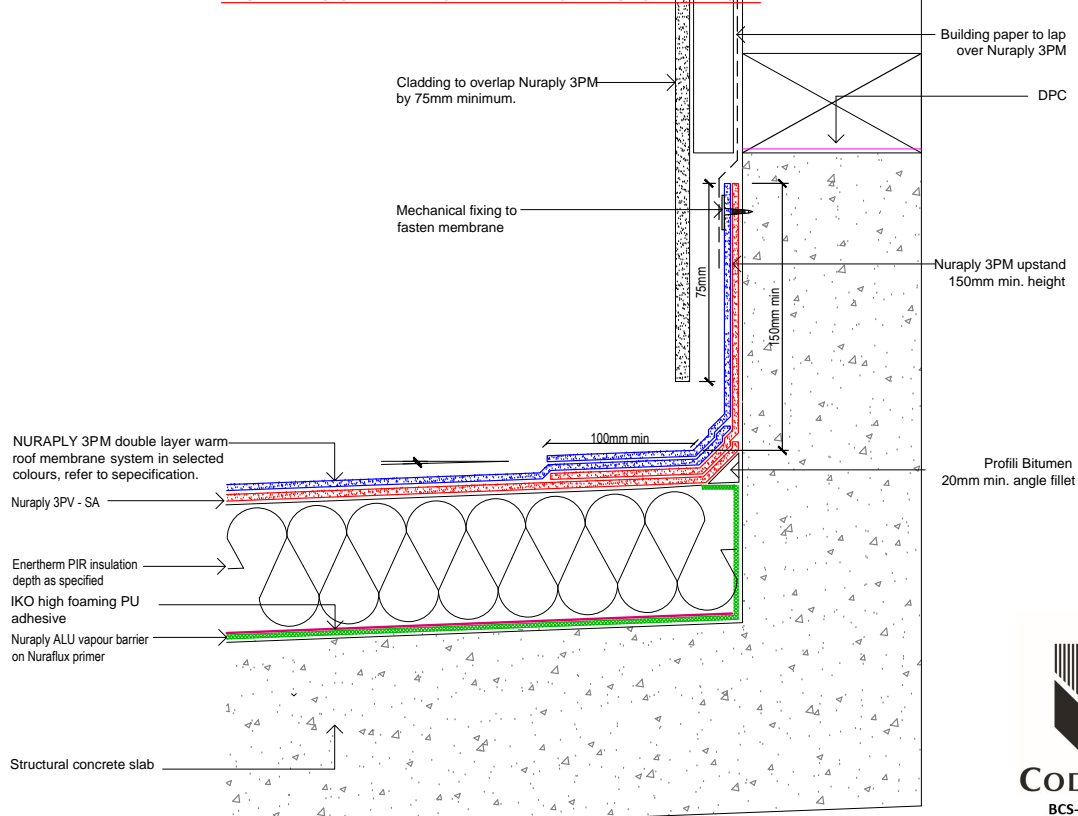 Building paper to lap
over Nuraply 3PM
Cladding to overlap Nuraply 3PM
by 75mm minimum.
DPC
Mechanical fixing to
fasten membrane
75mm
150mm min
Nuraply 3PM upstand
150mm min. height
100mm min
NURAPLY 3PM double layer warm
roof membrane system in selected
colours, refer to sepecification.
Profili Bitumen
20mm min. angle fillet
Nuraply 3PV - SA
Enertherm PIR insulation
depth as specified
IKO high foaming PU
adhesive
Nuraply ALU vapour barrier
on Nuraflux primer
Structural concrete slab
COD
BCS-